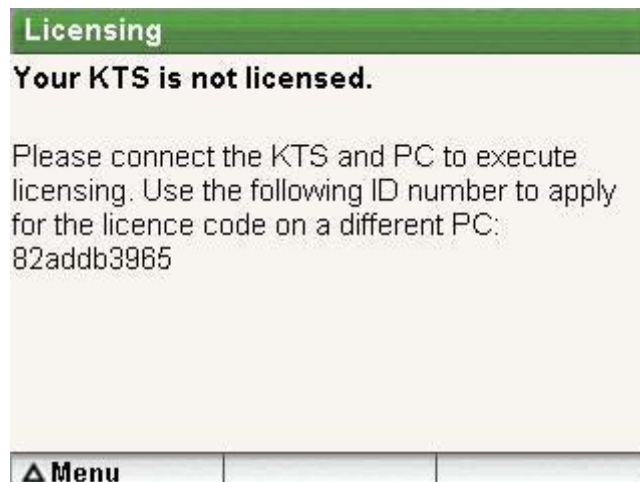 Licensing
Your KTS is not licensed.
Please connect the KTS and PC to execute
licensing. Use the following ID number to apply
for the licence code on a different PC:
82addb3965
Menu